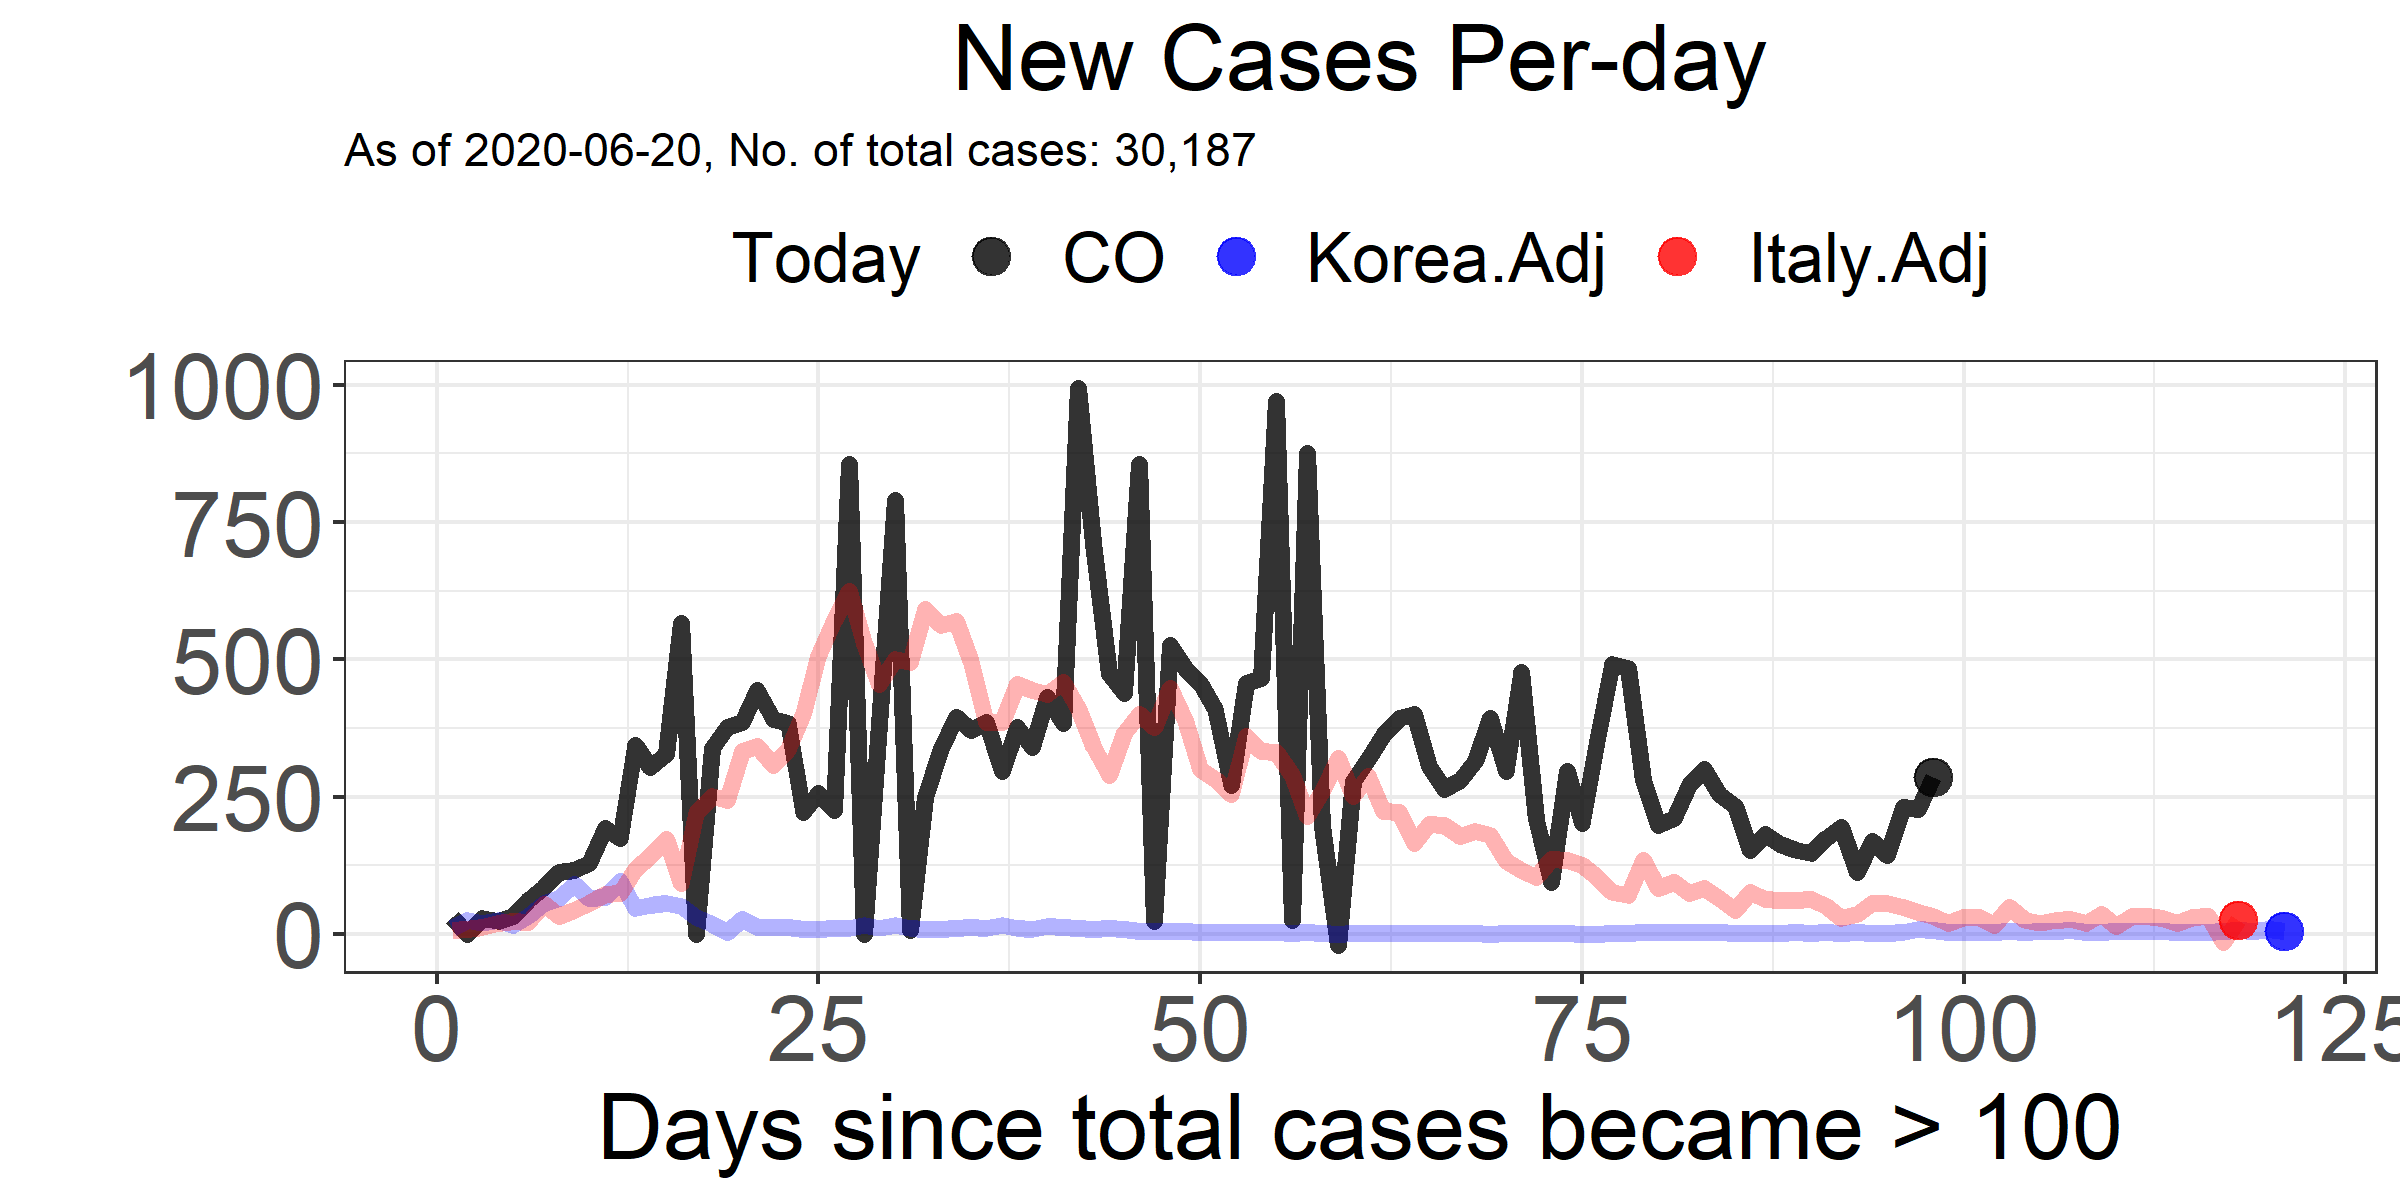 New Cases Per-day
As of 2020-06-20, No. of total cases: 30,187
Today CO Korea.Adj Italy.Adj
1000
750
500
250
0
0 25 50 75 100 125
Days since total cases became > 100